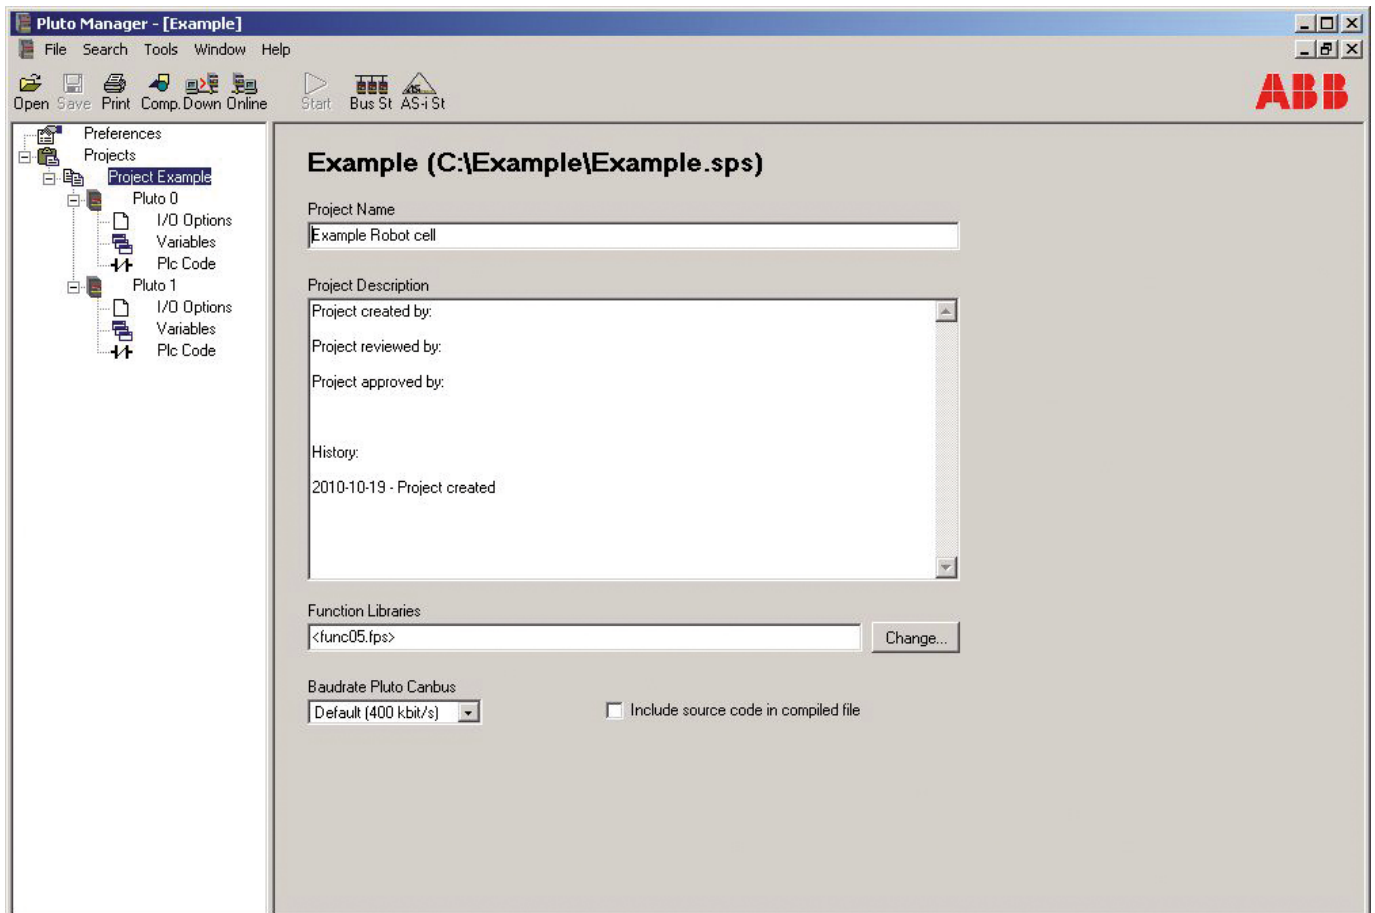 Pluto Manager - [Example]
File Search Tools Window Help
Open Save Print Comp. Down Online Start Bus St AS-i St
ABB
Preferences
Projects
Project Example
Pluto 0
I/O Options
Variables
Plc Code
Pluto 1
I/O Options
Variables
Plc Code
Example (C:\Example\Example.sps)
Project Name
Example Robot cell
Project Description
Project created by:
Project reviewed by:
Project approved by:
History:
2010-10-19 - Project created
Function Libraries
<func05.fps>
Change...
Baudrate Pluto Canbus
Default (400 kbit/s)
Include source code in compiled file